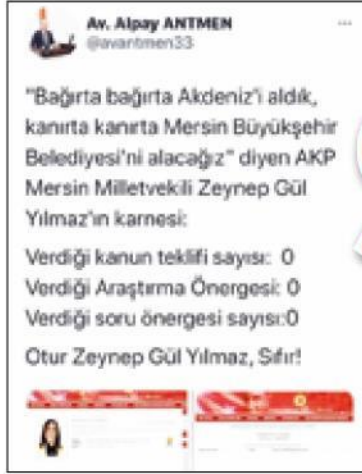 Av. Alpay ANTMEN
@avantmen33
"Bağırta bağırta Akdeniz'i aldık,
kanırta kanırta Mersin Büyükşehir
Belediyesi'ni alacağız" diyen AKP
Mersin Milletvekili Zeynep Gül
Yılmaz'ın karnesi:
Verdiği kanun teklifi sayısı: 0
Verdiği Araştırma Önergesi: 0
Verdiği soru önergesi sayısı:0
Otur Zeynep Gül Yılmaz, Sıfır!